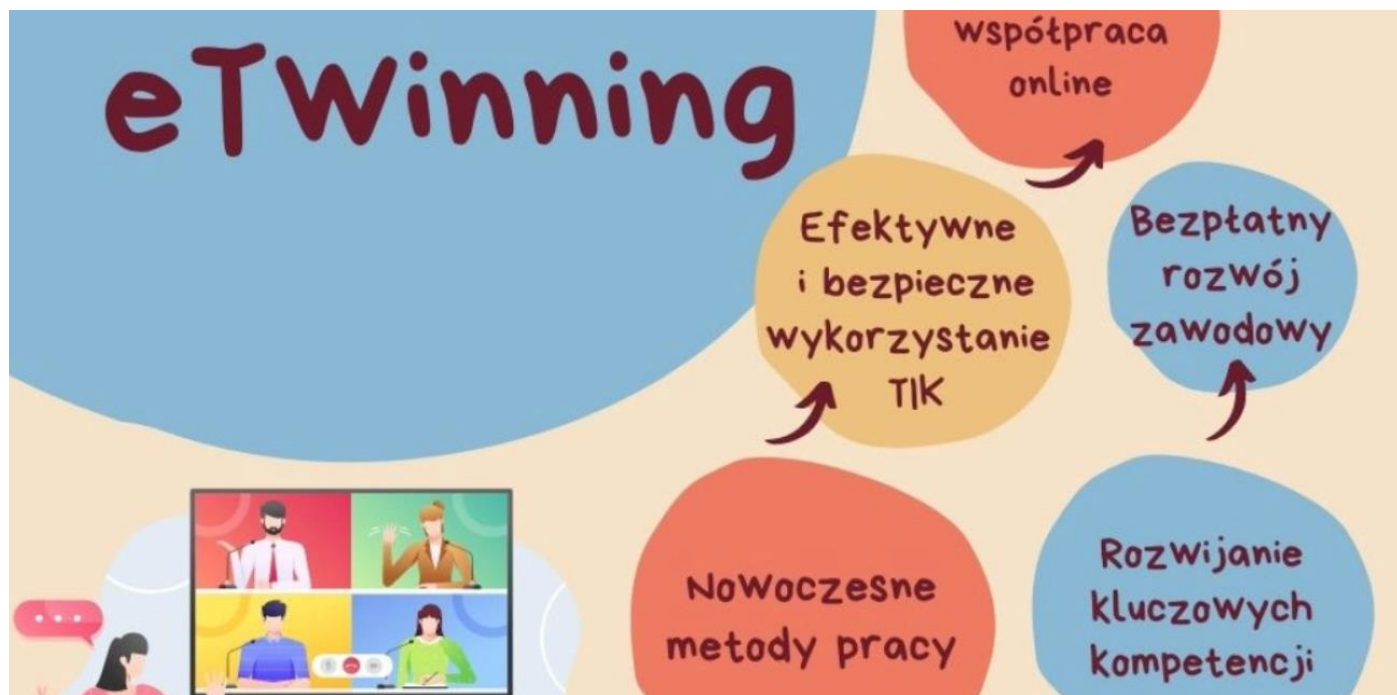 eTwinning
współpraca
online
Efektywne
i bezpieczne
wykorzystanie
TIK
Bezpłatny
rozwój
zawodowy
Nowoczesne
metody pracy
Rozwijanie
kluczowych
kompetencji